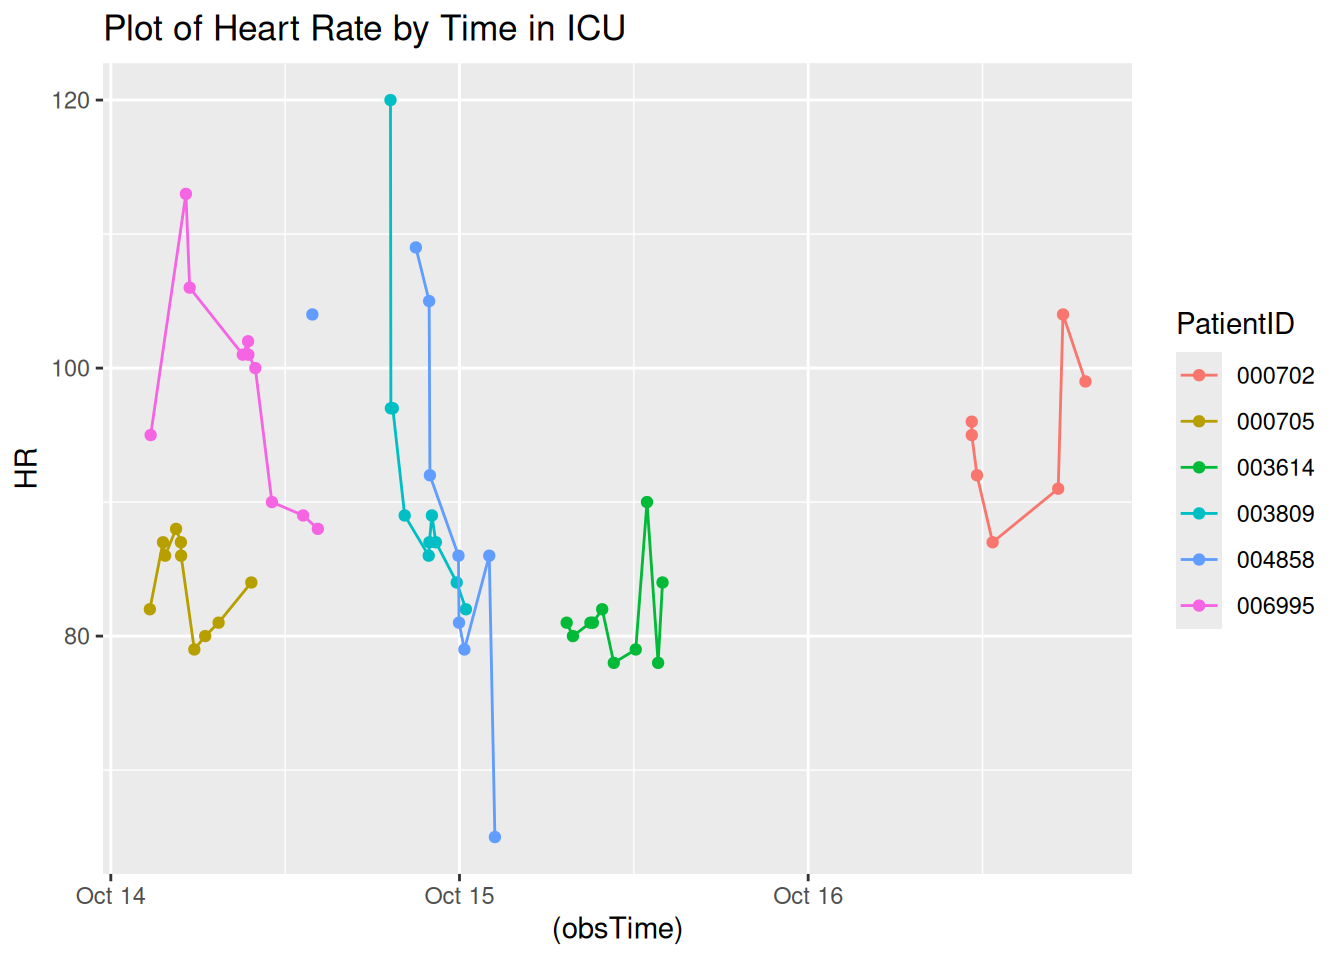 Plot of Heart Rate by Time in ICU
120
100
80
HR
Oct 14
Oct 15
Oct 16
(obsTime)
PatientID
000702
000705
003614
003809
004858
006995